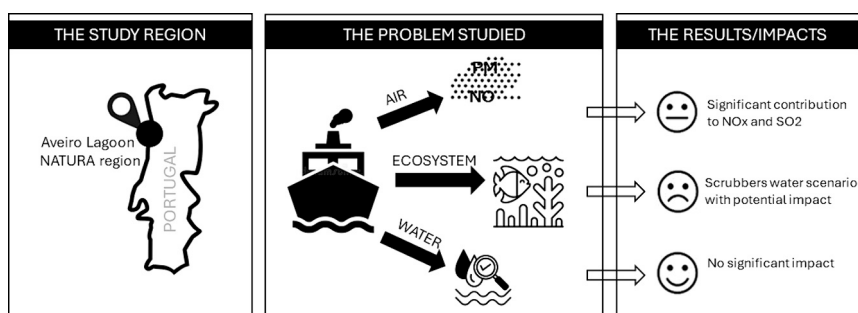 THE STUDY REGION
Aveiro Lagoon
NATURA region
PORTUGAL
THE PROBLEM STUDIED
AIR
PM
NO
ECOSYSTEM
WATER
THE RESULTS/IMPACTS
Significant contribution
to NOx and SO2
Scrubbers water scenario
with potential impact
No significant impact